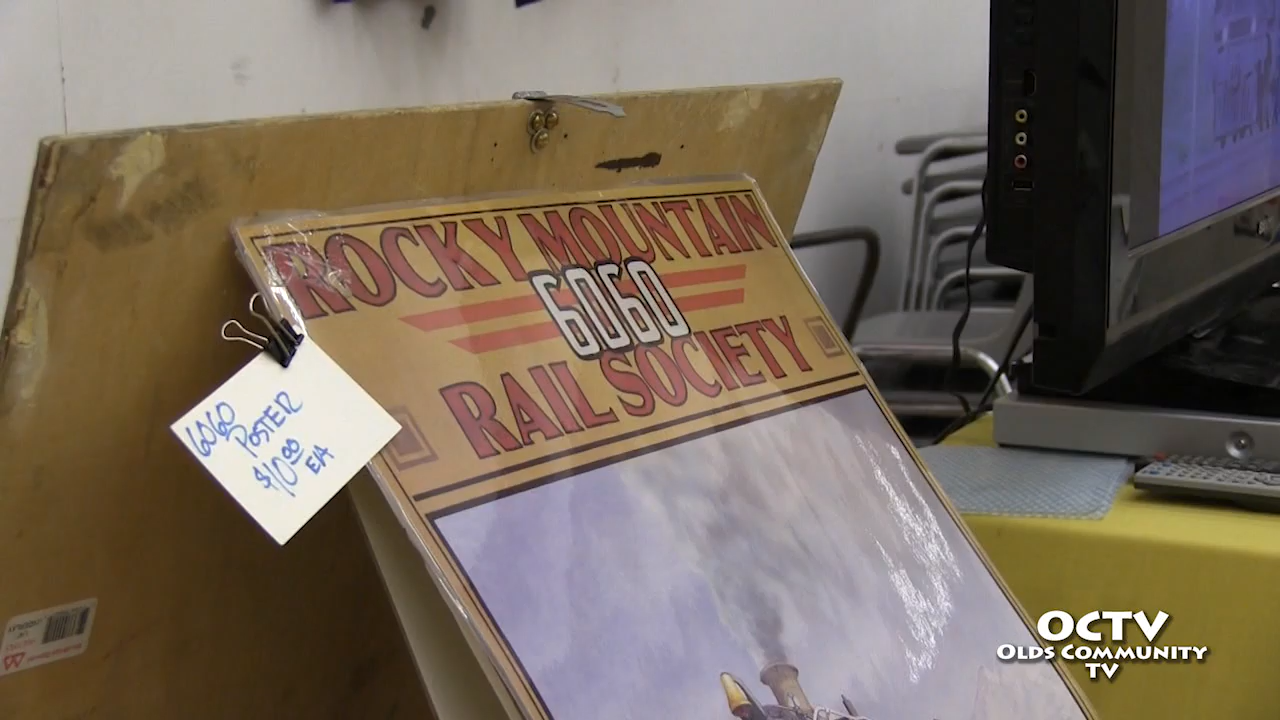 ROCKY MOUNTAIN
6060
RAIL SOCIETY
6060
POSTER
$10.00
EA
OCTV
OLDS COMMUNITY
TV